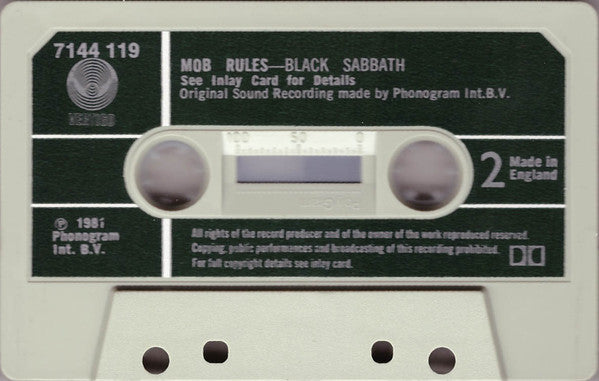 7144 119
VERTIGO
MOB RULES—BLACK SABBATH
See Inlay Card for Details
Original Sound Recording made by Phonogram Int.B.V.
100 50 0
2
Made in
England
℗ 1981
Phonogram
Int. B.V.
All rights of the record producer and of the owner of the work reproduced reserved.
Copying, public performances and broadcasting of this recording prohibited.
For full copyright details see inlay card.